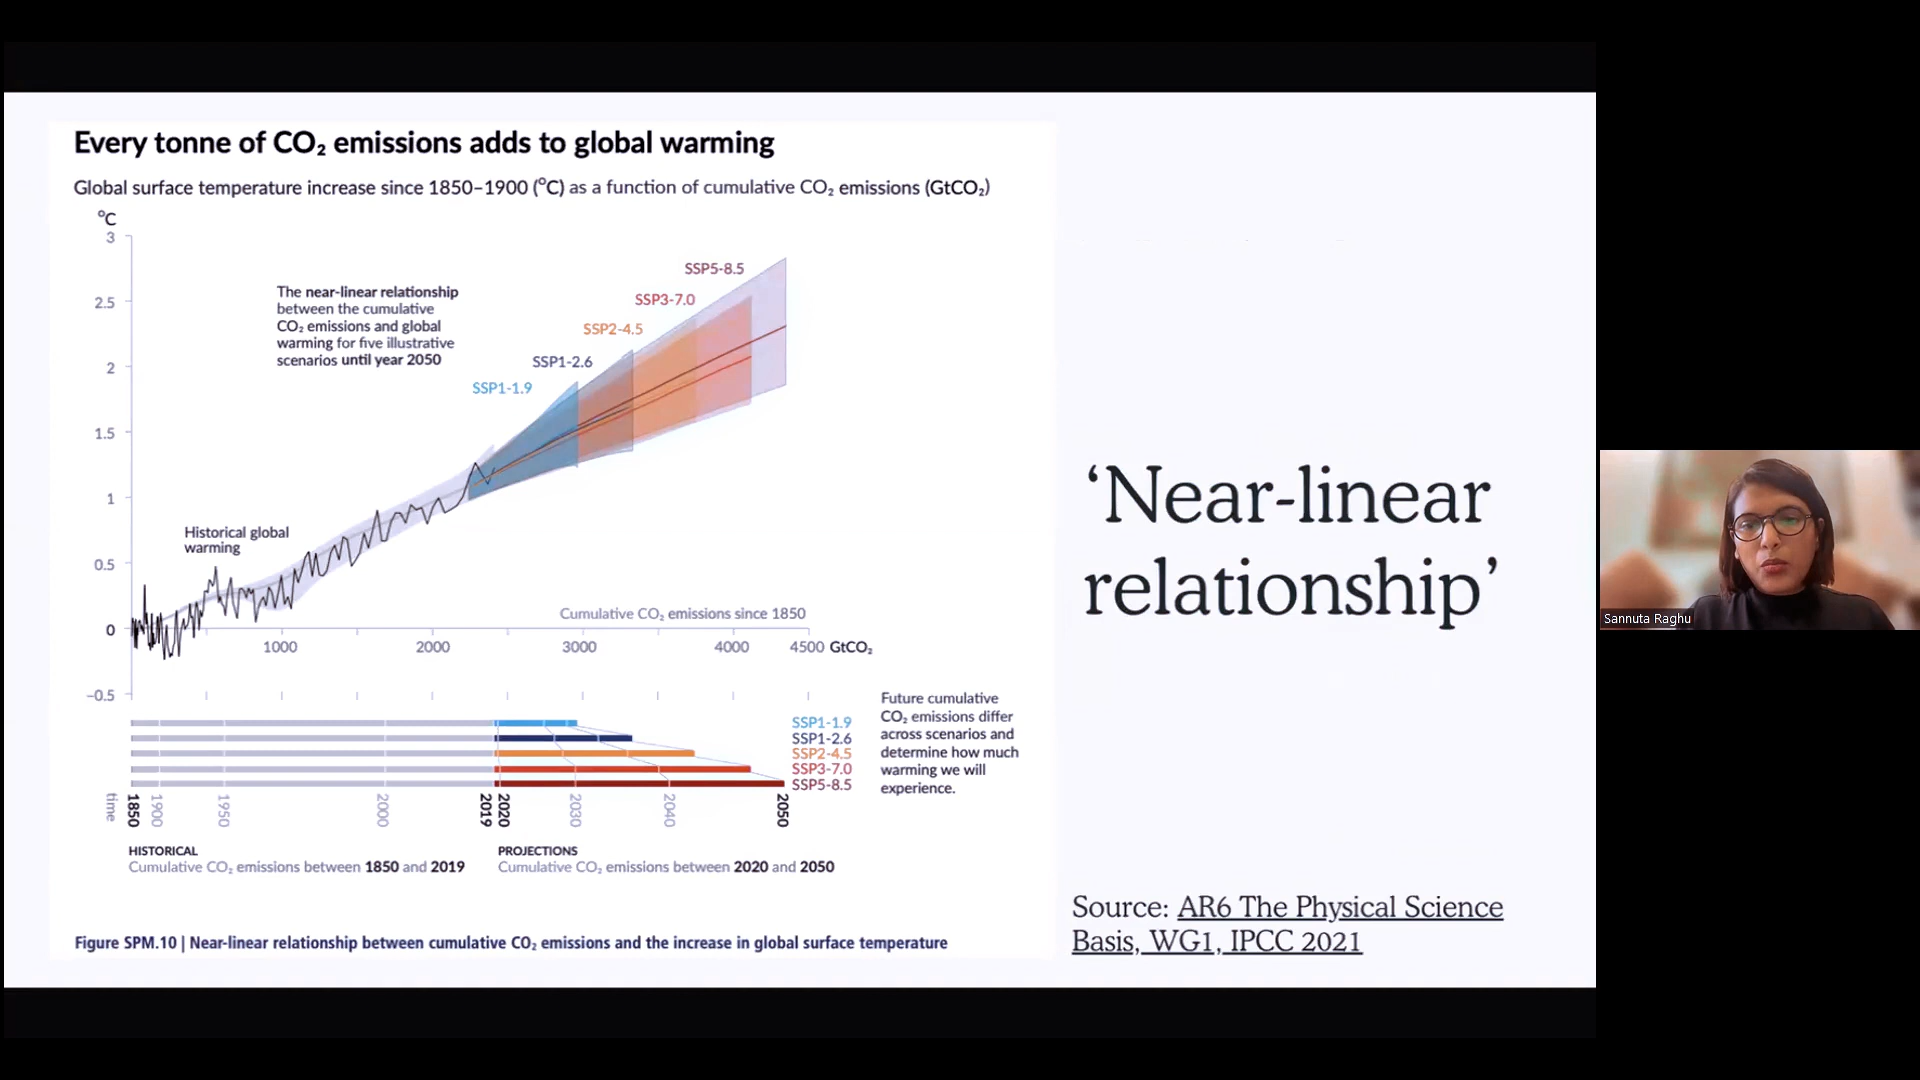 Every tonne of CO₂ emissions adds to global warming
Global surface temperature increase since 1850–1900 (°C) as a function of cumulative CO₂ emissions (GtCO₂)
°C
3
2.5
2
1.5
1
0.5
0
−0.5
The near-linear relationship
between the cumulative
CO₂ emissions and global
warming for five illustrative
scenarios until year 2050
SSP5-8.5
SSP3-7.0
SSP2-4.5
SSP1-2.6
SSP1-1.9
Historical global
warming
Cumulative CO₂ emissions since 1850
1000 2000 3000 4000 4500 GtCO₂
SSP1-1.9
SSP1-2.6
SSP2-4.5
SSP3-7.0
SSP5-8.5
Future cumulative
CO₂ emissions differ
across scenarios and
determine how much
warming we will
experience.
time 1850 1900 1950 2000 2019 2020 2030 2040 2050
HISTORICAL
Cumulative CO₂ emissions between 1850 and 2019
PROJECTIONS
Cumulative CO₂ emissions between 2020 and 2050
Figure SPM.10 | Near-linear relationship between cumulative CO₂ emissions and the increase in global surface temperature
‘Near-linear
relationship’
Source: AR6 The Physical Science
Basis, WG1, IPCC 2021
Sannuta Raghu